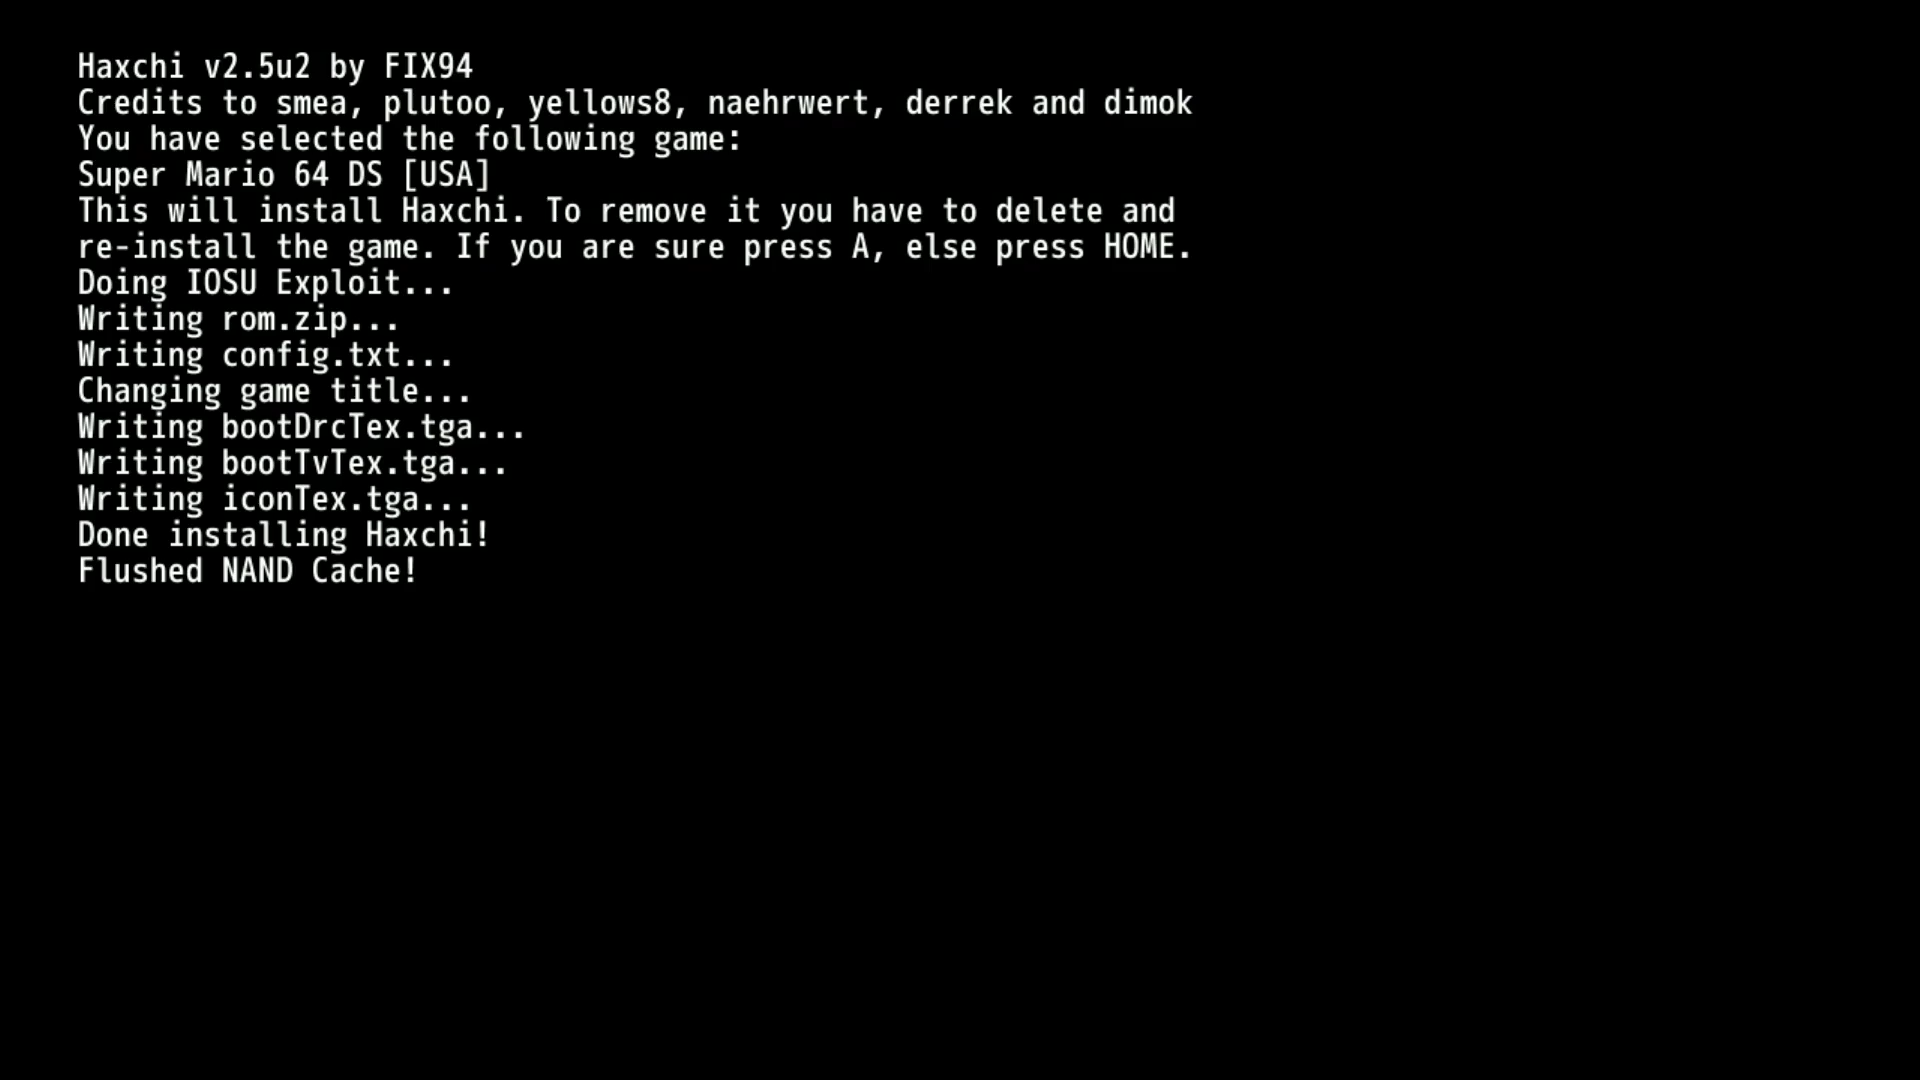 Haxchi v2.5u2 by FIX94
Credits to smea, plutoo, yellows8, naehrwert, derrek and dimok
You have selected the following game:
Super Mario 64 DS [USA]
This will install Haxchi. To remove it you have to delete and
re-install the game. If you are sure press A, else press HOME.
Doing IOSU Exploit...
Writing rom.zip...
Writing config.txt...
Changing game title...
Writing bootDrcTex.tga...
Writing bootTvTex.tga...
Writing iconTex.tga...
Done installing Haxchi!
Flushed NAND Cache!